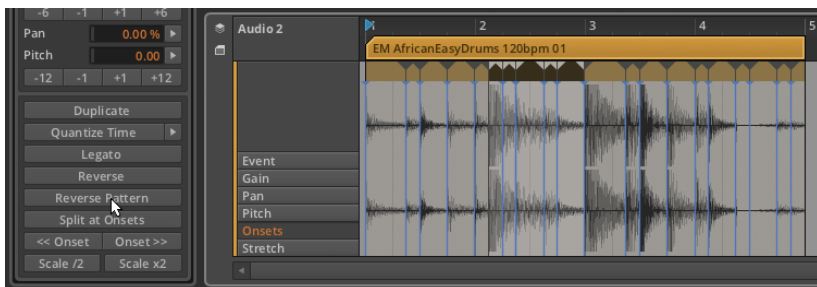 -6 -1 +1 +6
Pan 0.00 %
Pitch 0.00
-12 -1 +1 +12
Duplicate
Quantize Time
Legato
Reverse
Reverse Pattern
Split at Onsets
<< Onset Onset >>
Scale /2 Scale x2
Audio 2
2 3 4 5
EM AfricanEasyDrums 120bpm 01
Event
Gain
Pan
Pitch
Onsets
Stretch